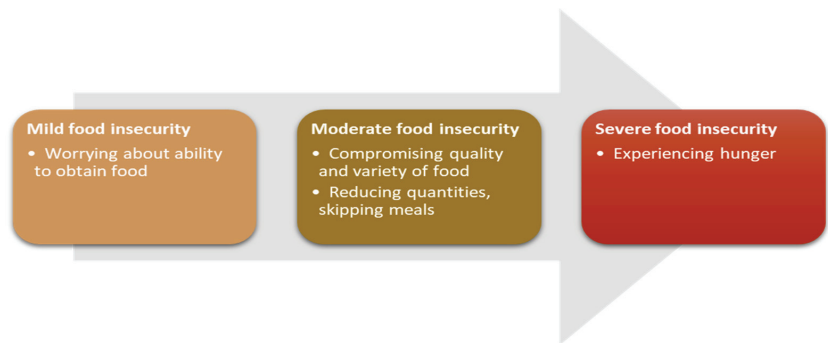 Mild food insecurity
• Worrying about ability
to obtain food
Moderate food insecurity
• Compromising quality
and variety of food
• Reducing quantities,
skipping meals
Severe food insecurity
• Experiencing hunger